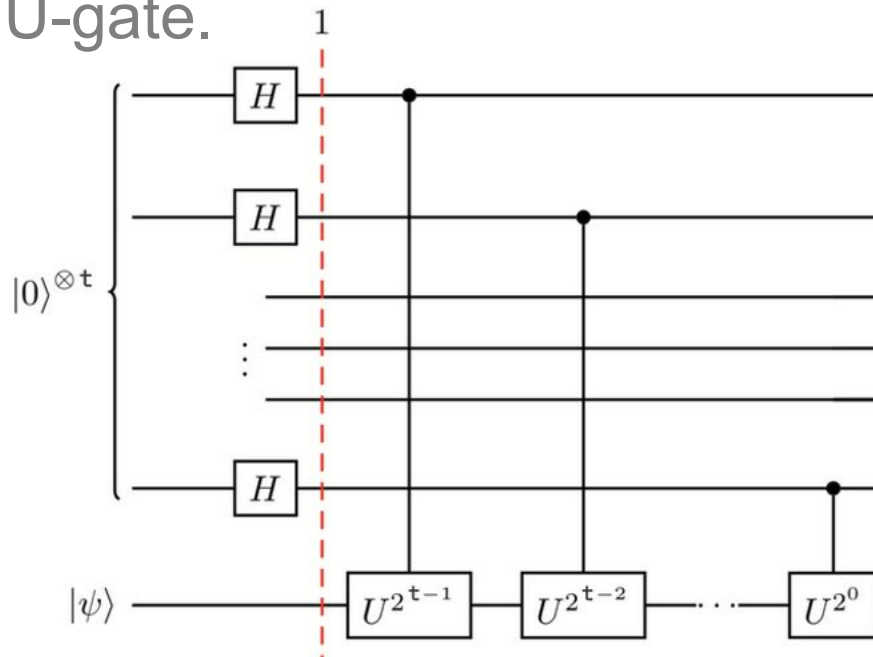 U-gate.
1
H
H
|0⟩⊗t
⋮
H
|ψ⟩ U^{2^{t−1}} U^{2^{t−2}} ··· U^{2^0}